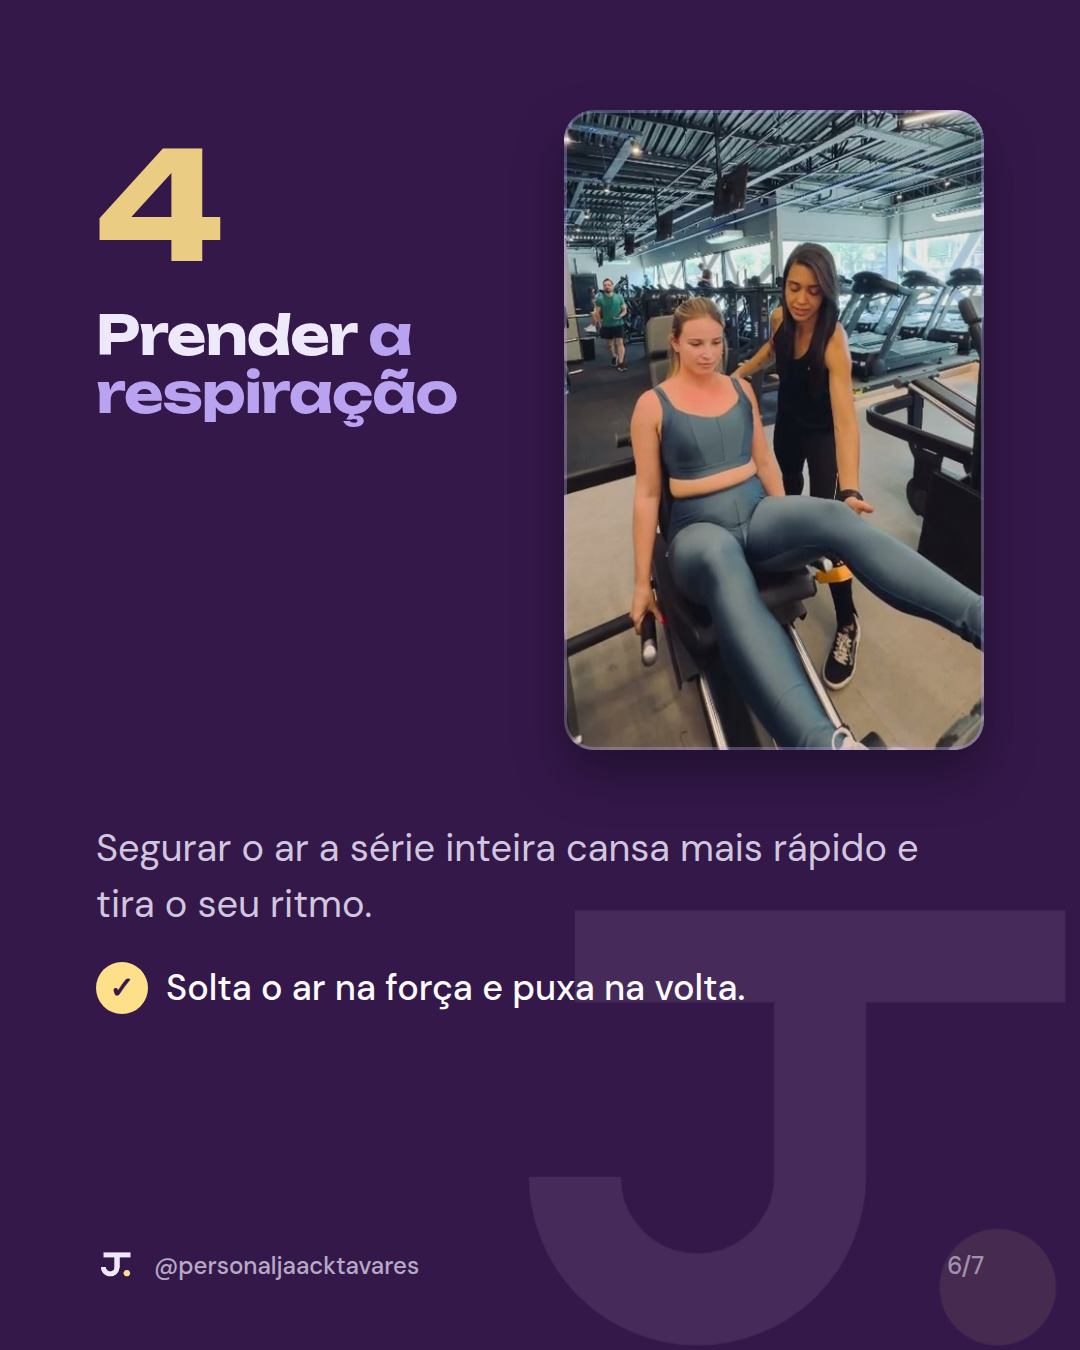 4
Prender a
respiração
Segurar o ar a série inteira cansa mais rápido e
tira o seu ritmo.
✓ Solta o ar na força e puxa na volta.
J. @personaljaacktavares
6/7